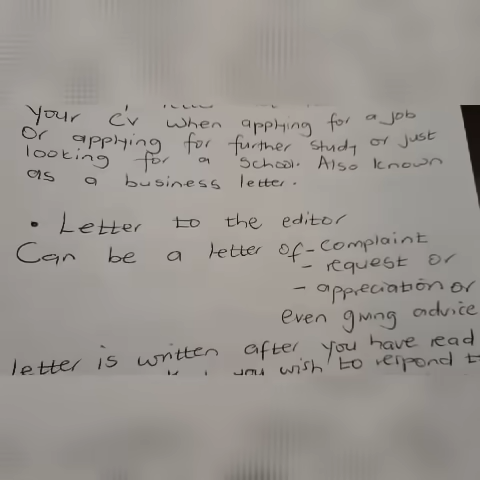 Your CV when applying for a job
Or applying for further study or just
looking for a school. Also known
as a business letter.
• Letter to the editor
Can be a letter of - complaint
- request or
- appreciation or
even giving advice
letter is written after you have read
you wish to respond